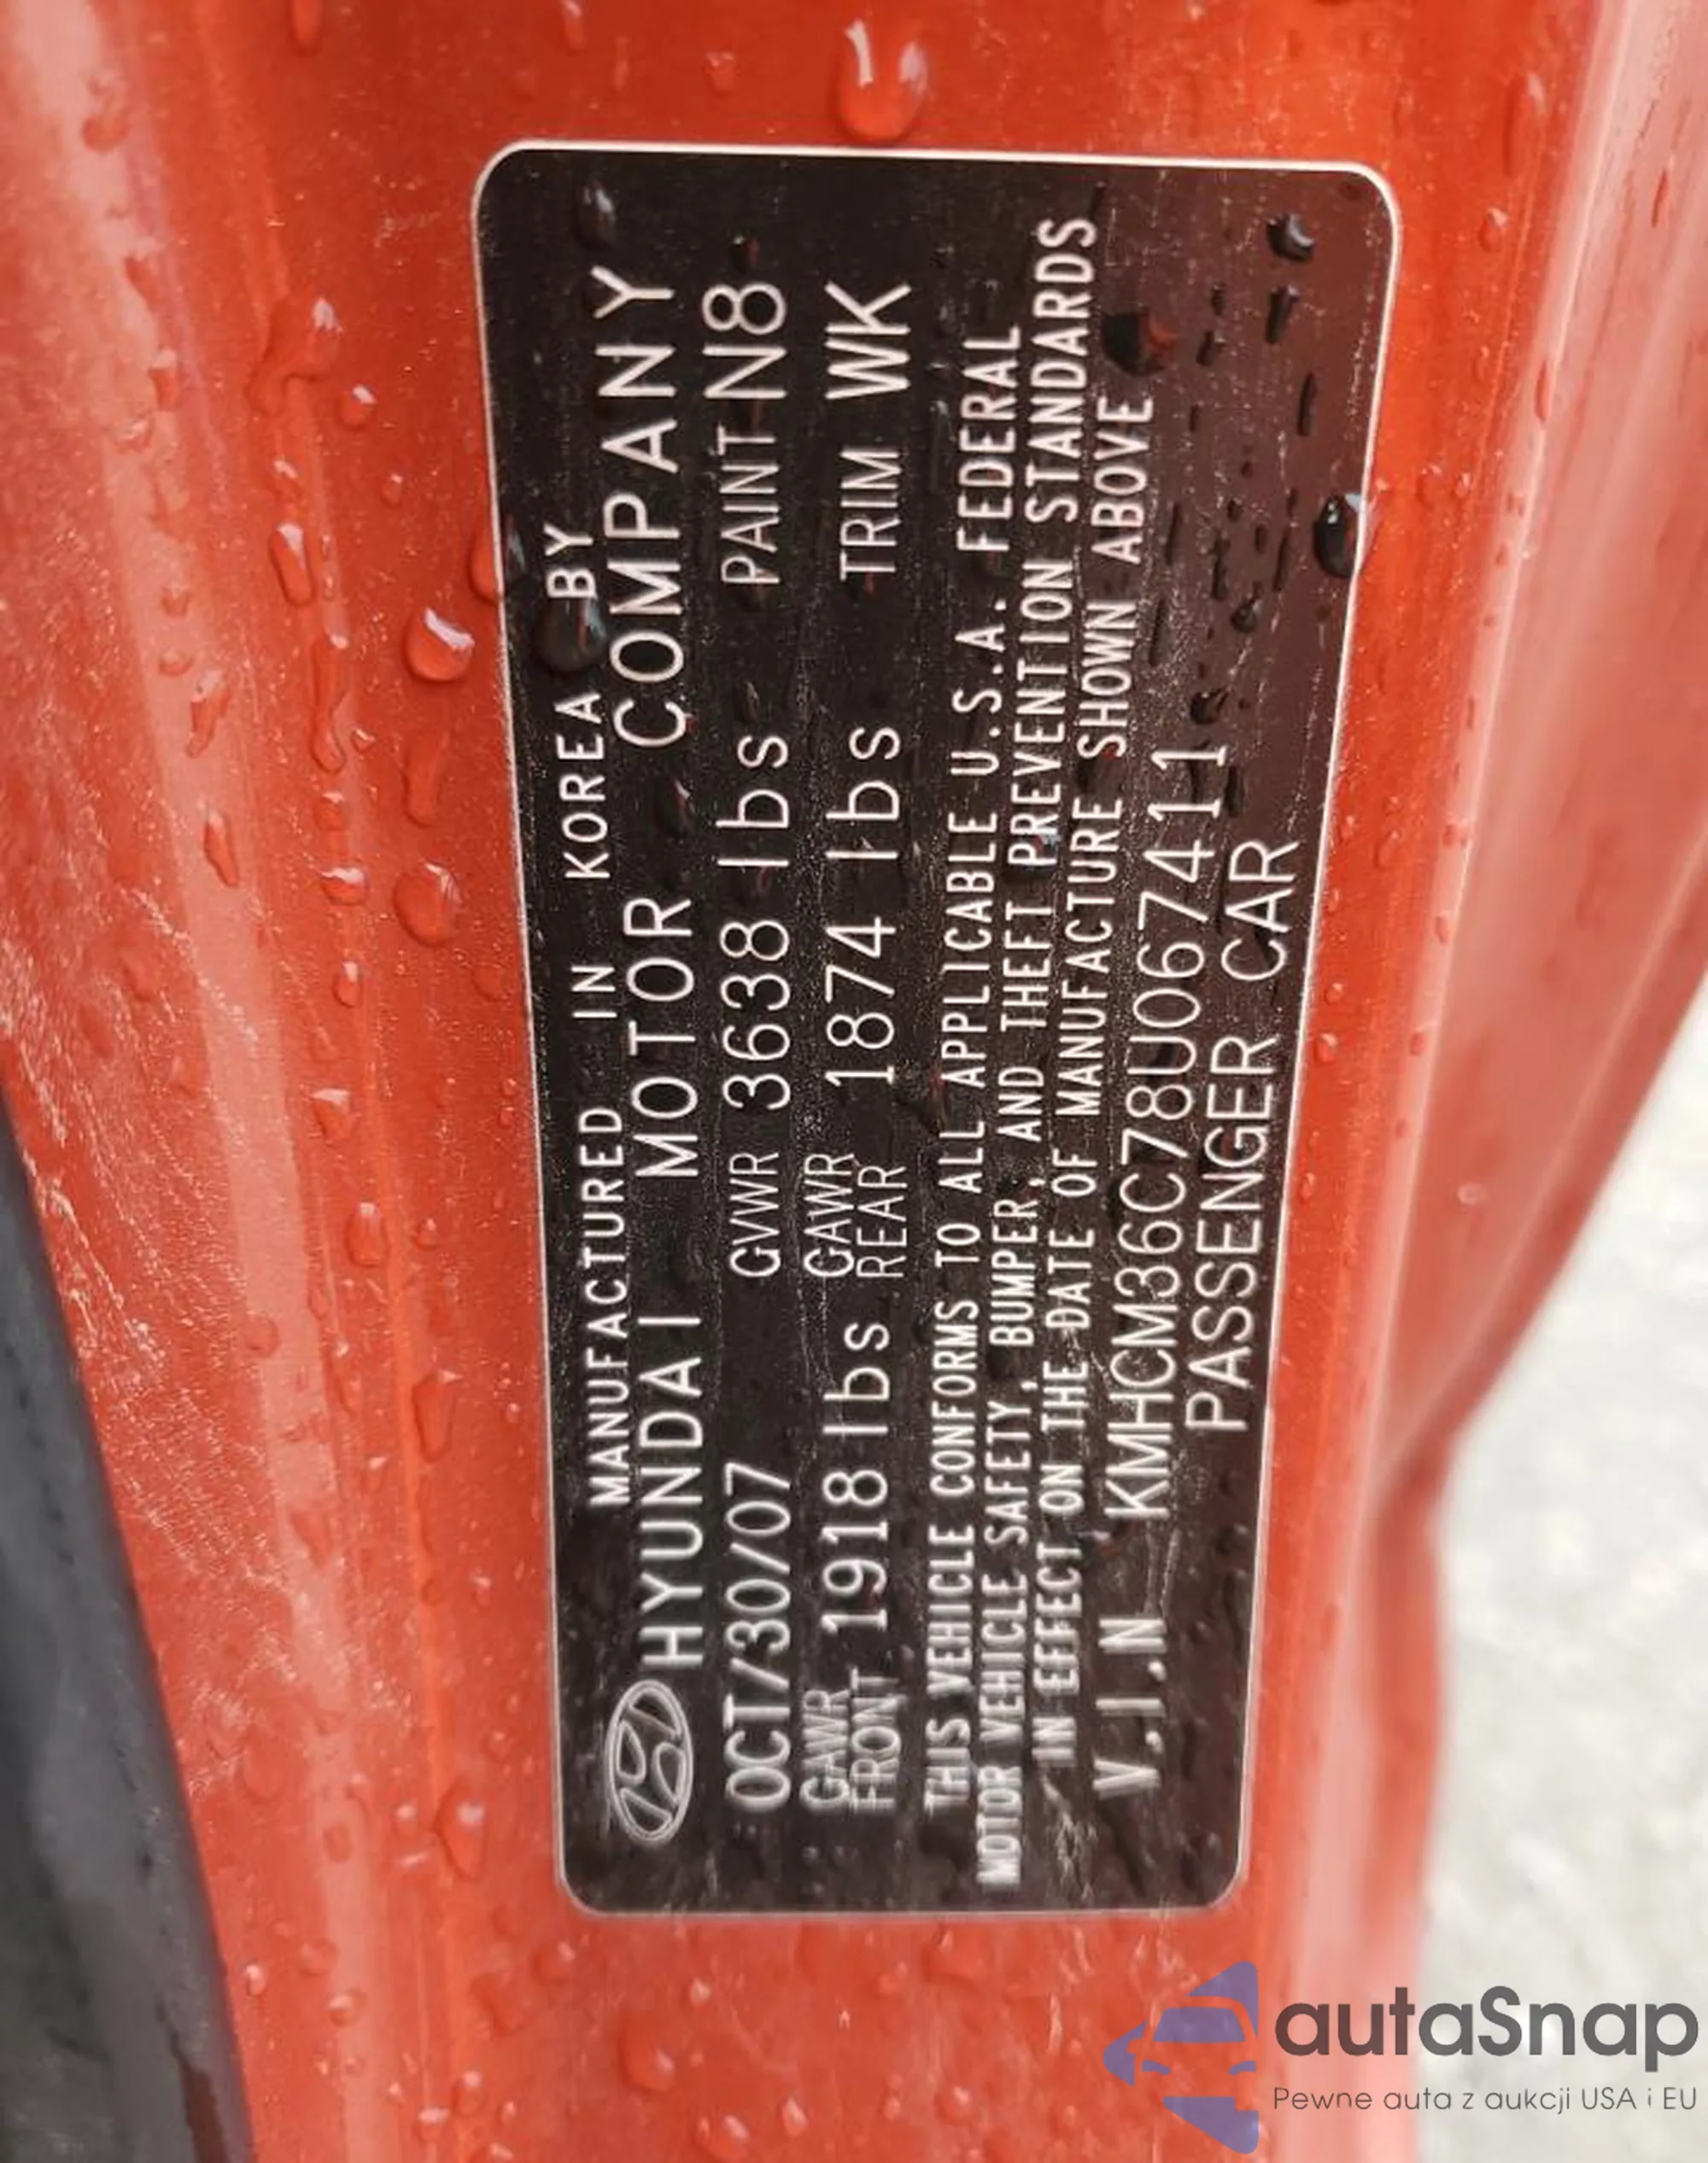 MANUFACTURED IN KOREA BY
HYUNDAI MOTOR COMPANY
OCT/30/07 GVWR 3638 lbs PAINT N8
GAWR FRONT 1918 lbs GAWR REAR 1874 lbs TRIM WK
THIS VEHICLE CONFORMS TO ALL APPLICABLE U.S.A. FEDERAL
MOTOR VEHICLE SAFETY, BUMPER, AND THEFT PREVENTION STANDARDS
IN EFFECT ON THE DATE OF MANUFACTURE SHOWN ABOVE
V.I.N KMHCM36C78U067411
PASSENGER CAR
autaSnap
Pewne auta z aukcji USA i EU